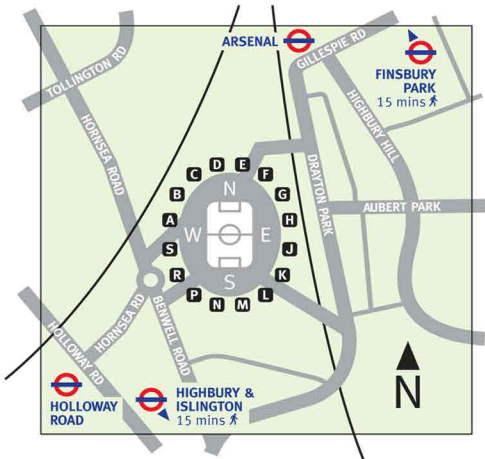 ARSENAL
GILLESPIE RD
FINSBURY
PARK
15 mins
TOLLINGTON RD
HORNSEA ROAD
HIGHBURY HILL
DRAYTON PARK
AUBERT PARK
D
E
C
F
B
G
N
A
H
W
E
S
J
R
K
S
P
L
N
M
HORNSEA RD
BENWELL ROAD
HOLLOWAY RD
HOLLOWAY
ROAD
HIGHBURY &
ISLINGTON
15 mins
N